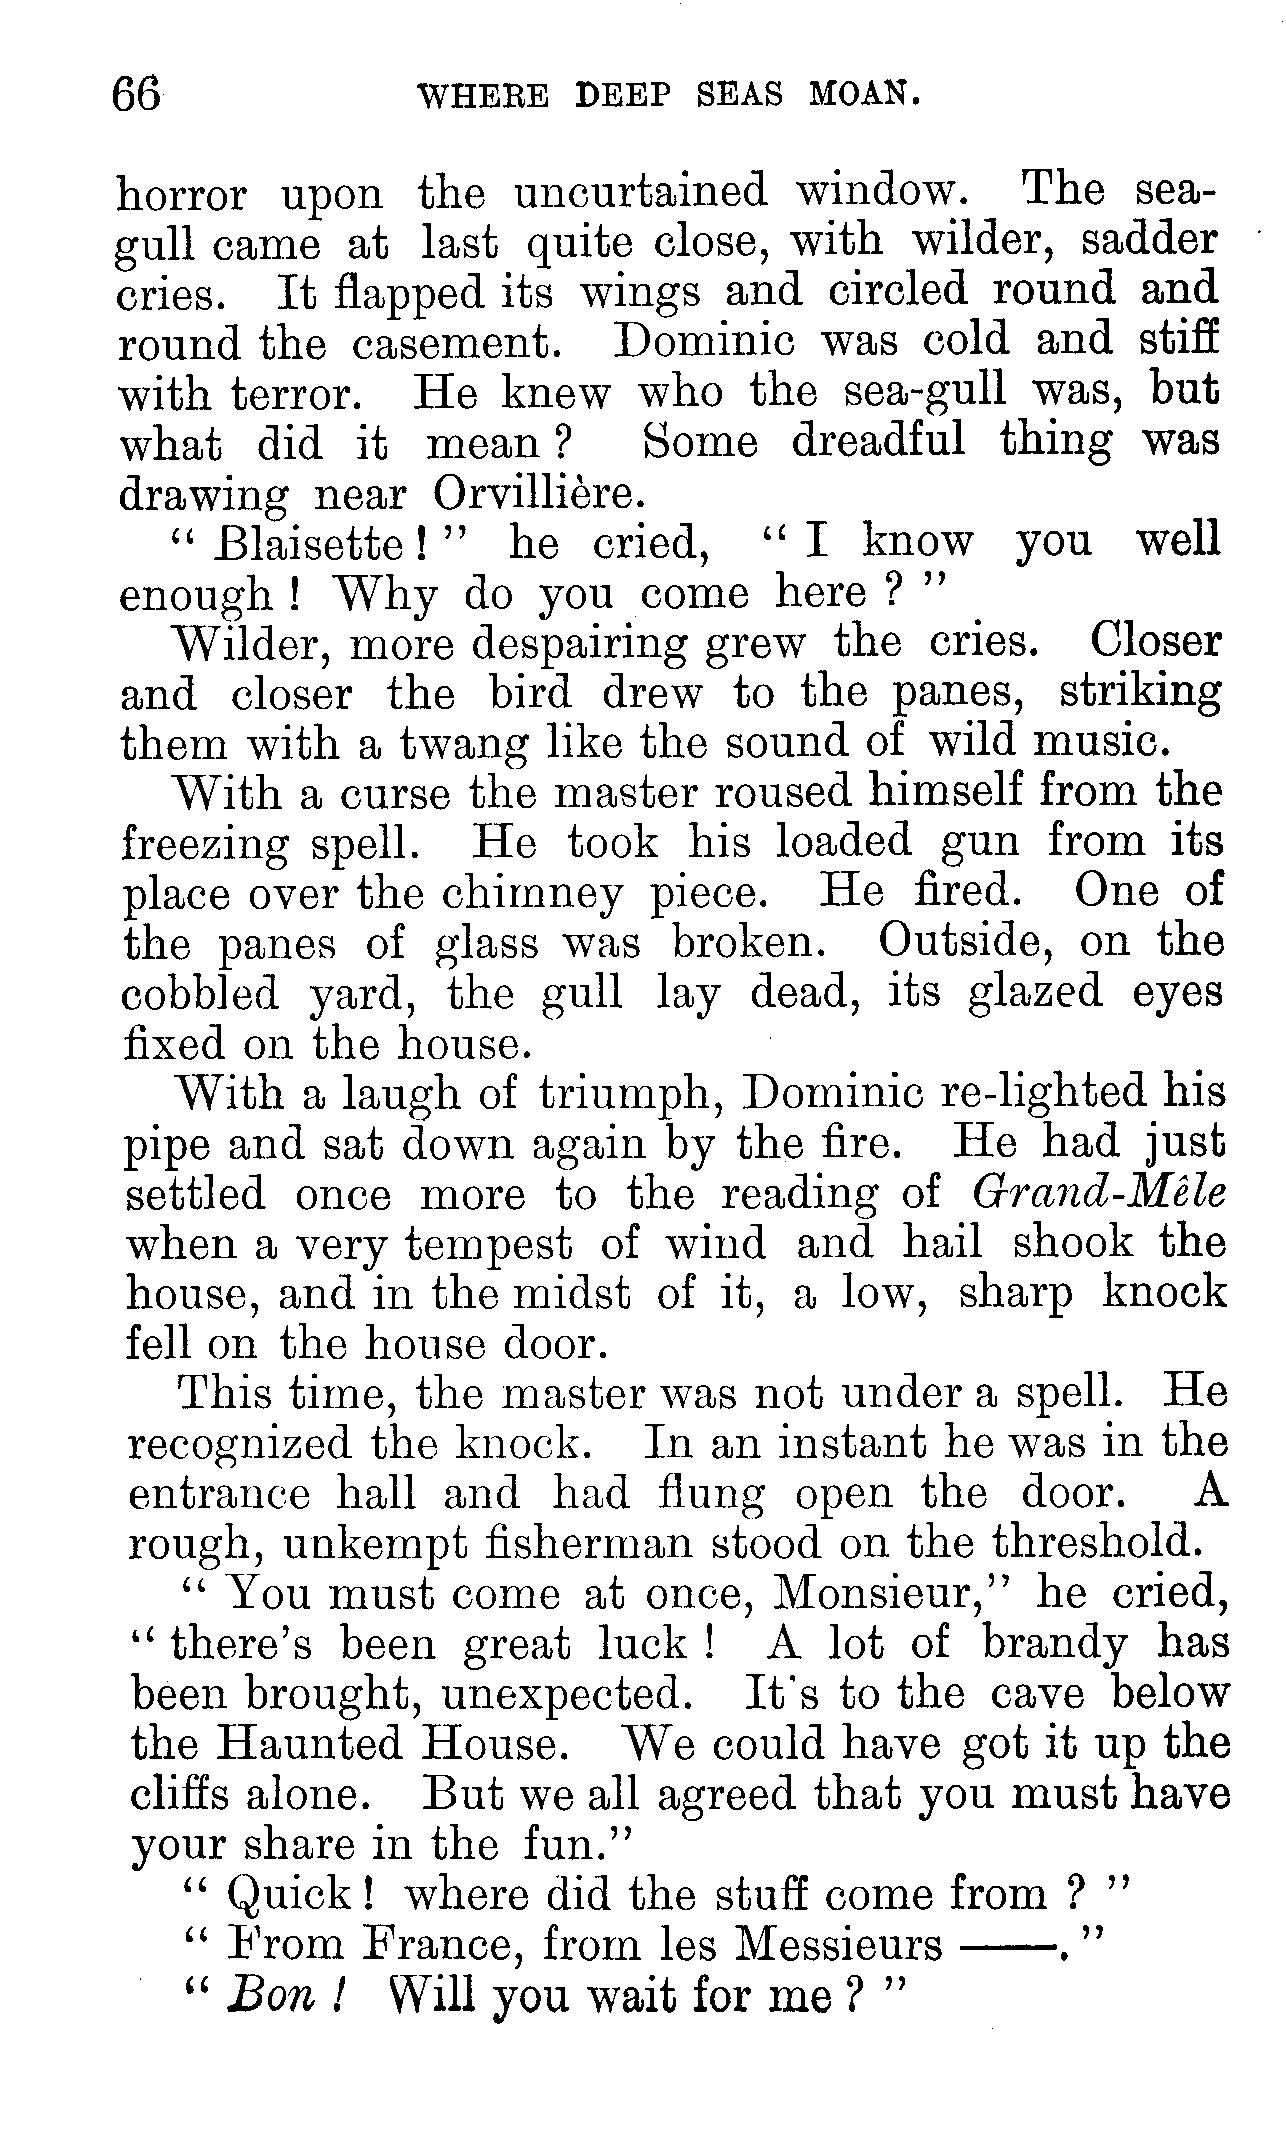 66 WHERE DEEP SEAS MOAN.
horror upon the uncurtained window. The sea-
gull came at last quite close, with wilder, sadder
cries. It flapped its wings and circled round and
round the casement. Dominic was cold and stiff
with terror. He knew who the sea-gull was, but
what did it mean ? Some dreadful thing was
drawing near Orvillière.
“ Blaisette ! ” he cried, “ I know you well
enough ! Why do you come here ? ”
Wilder, more despairing grew the cries. Closer
and closer the bird drew to the panes, striking
them with a twang like the sound of wild music.
With a curse the master roused himself from the
freezing spell. He took his loaded gun from its
place over the chimney piece. He fired. One of
the panes of glass was broken. Outside, on the
cobbled yard, the gull lay dead, its glazed eyes
fixed on the house.
With a laugh of triumph, Dominic re-lighted his
pipe and sat down again by the fire. He had just
settled once more to the reading of Grand-Mêle
when a very tempest of wind and hail shook the
house, and in the midst of it, a low, sharp knock
fell on the house door.
This time, the master was not under a spell. He
recognized the knock. In an instant he was in the
entrance hall and had flung open the door. A
rough, unkempt fisherman stood on the threshold.
“ You must come at once, Monsieur,” he cried,
“ there's been great luck ! A lot of brandy has
been brought, unexpected. It's to the cave below
the Haunted House. We could have got it up the
cliffs alone. But we all agreed that you must have
your share in the fun.”
“ Quick ! where did the stuff come from ? ”
“ From France, from les Messieurs ——. ”
“ Bon ! Will you wait for me ? ”